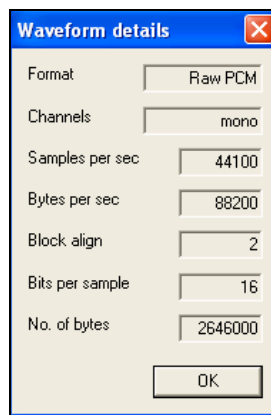 Waveform details
Format Raw PCM
Channels mono
Samples per sec 44100
Bytes per sec 88200
Block align 2
Bits per sample 16
No. of bytes 2646000
OK